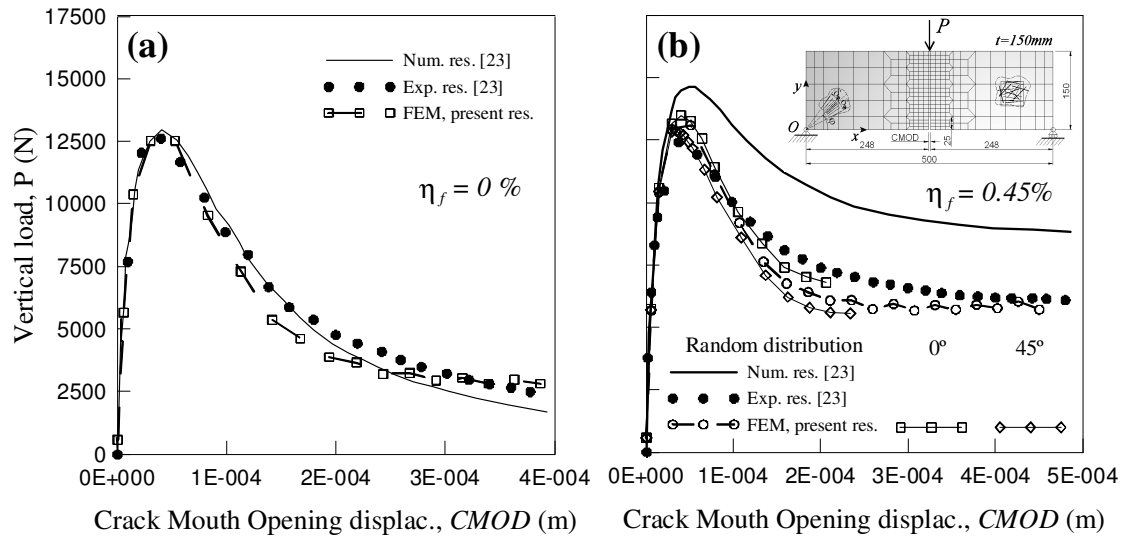 (a)
Num. res. [23]
Exp. res. [23]
FEM, present res.
η_f = 0 %
Vertical load, P (N)
17500
15000
12500
10000
7500
5000
2500
0
0E+000 1E-004 2E-004 3E-004 4E-004
Crack Mouth Opening displac., CMOD (m)
(b)
P
t=150mm
y
O
x
CMOD
25
150
248 248
500
η_f = 0.45%
Random distribution 0º 45º
Num. res. [23]
Exp. res. [23]
FEM, present res.
0E+000 1E-004 2E-004 3E-004 4E-004 5E-004
Crack Mouth Opening displac., CMOD (m)